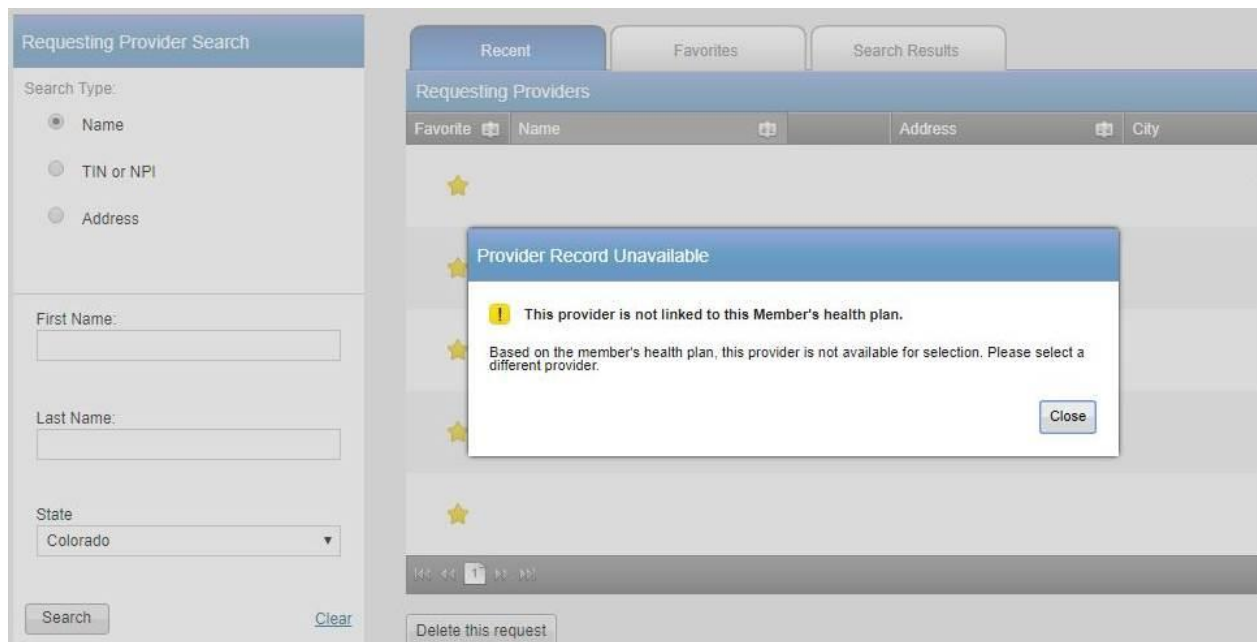 Requesting Provider Search
Search Type:
Name
TIN or NPI
Address
First Name:
Last Name:
State
Colorado
Search
Clear
Recent
Favorites
Search Results
Requesting Providers
Favorite
Name
Address
City
Provider Record Unavailable
! This provider is not linked to this Member's health plan.
Based on the member's health plan, this provider is not available for selection. Please select a
different provider.
Close
1
Delete this request